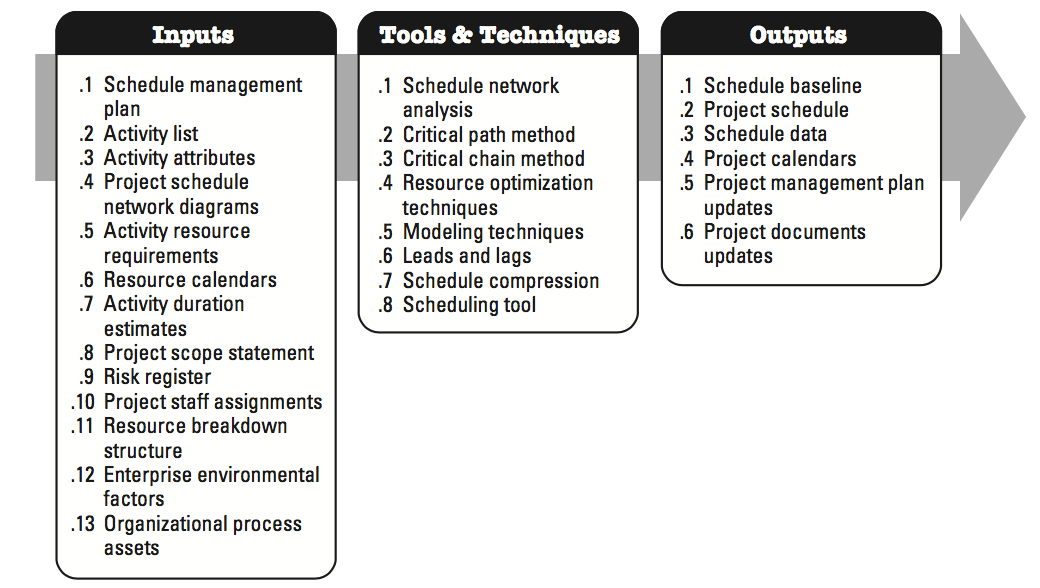 Inputs
.1 Schedule management
plan
.2 Activity list
.3 Activity attributes
.4 Project schedule
network diagrams
.5 Activity resource
requirements
.6 Resource calendars
.7 Activity duration
estimates
.8 Project scope statement
.9 Risk register
.10 Project staff assignments
.11 Resource breakdown
structure
.12 Enterprise environmental
factors
.13 Organizational process
assets
Tools & Techniques
.1 Schedule network
analysis
.2 Critical path method
.3 Critical chain method
.4 Resource optimization
techniques
.5 Modeling techniques
.6 Leads and lags
.7 Schedule compression
.8 Scheduling tool
Outputs
.1 Schedule baseline
.2 Project schedule
.3 Schedule data
.4 Project calendars
.5 Project management plan
updates
.6 Project documents
updates